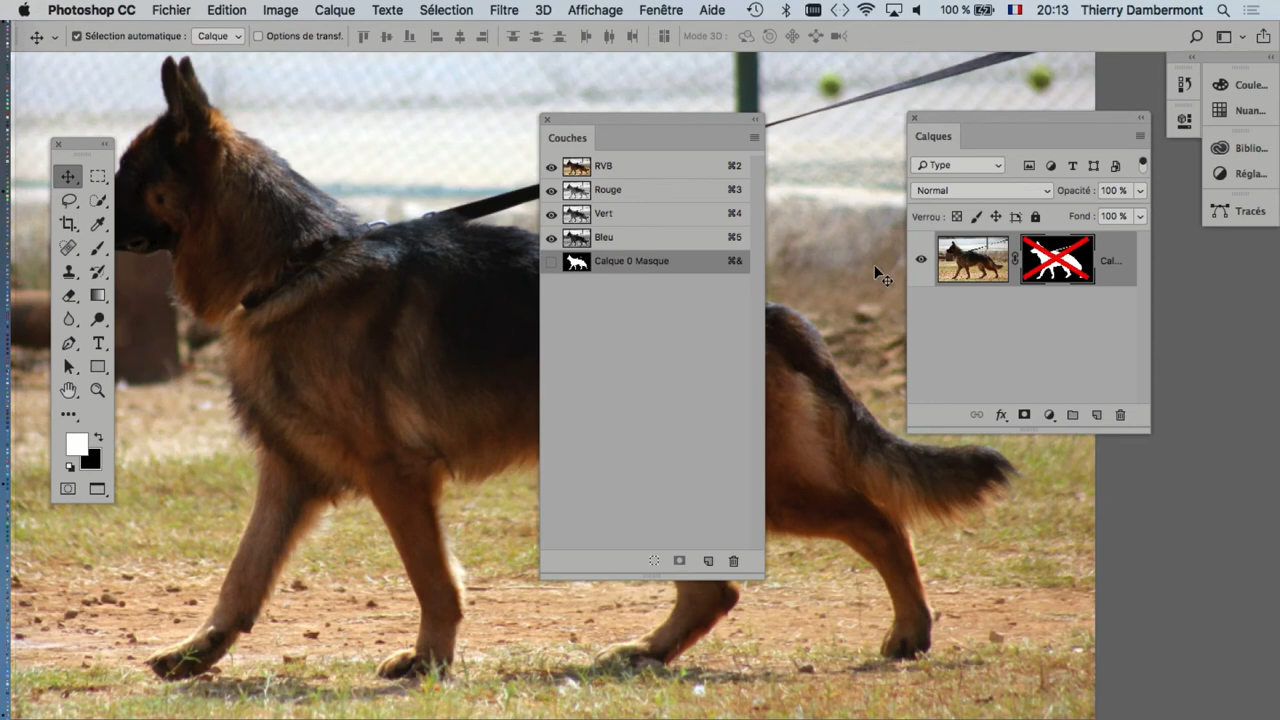 Photoshop CC Fichier Edition Image Calque Texte Sélection Filtre 3D Affichage Fenêtre Aide 100 % 20:13 Thierry Dambermont
Sélection automatique : Calque Options de transf. Mode 3D :
Coule...
Nuan...
Biblio...
Régla...
Tracés
Couches
RVB ⌘2
Rouge ⌘3
Vert ⌘4
Bleu ⌘5
Calque 0 Masque ⌘&
Calques
Type
Normal Opacité : 100 %
Verrou : Fond : 100 %
Cal...
fx